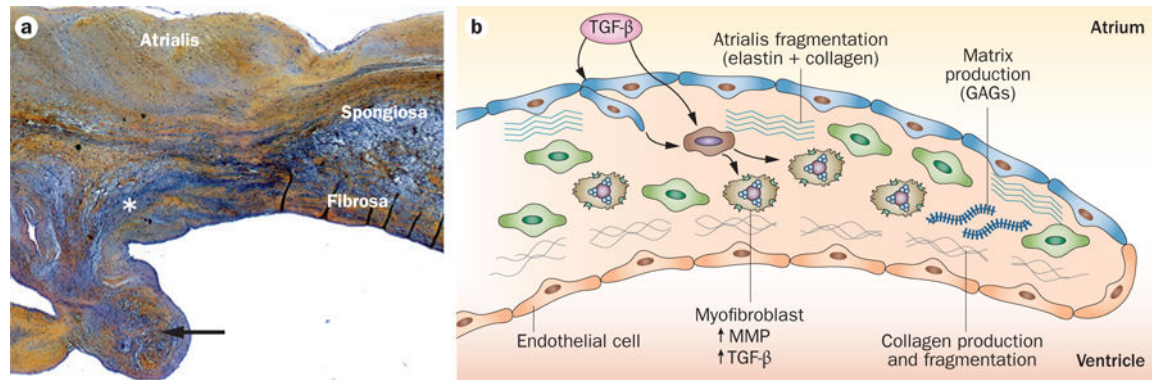 a
Atrialis
Spongiosa
Fibrosa
*
b
TGF-β
Atrialis fragmentation
(elastin + collagen)
Atrium
Matrix
production
(GAGs)
Endothelial cell
Myofibroblast
↑ MMP
↑ TGF-β
Collagen production
and fragmentation
Ventricle